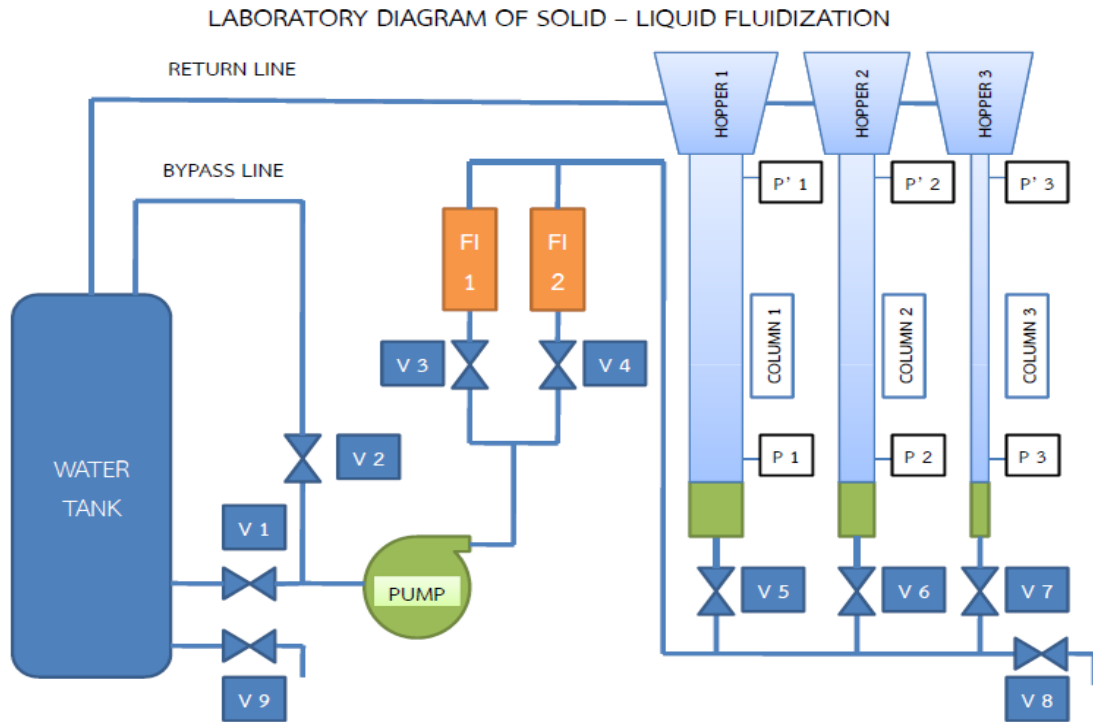 LABORATORY DIAGRAM OF SOLID – LIQUID FLUIDIZATION
RETURN LINE
BYPASS LINE
HOPPER 1
HOPPER 2
HOPPER 3
P' 1
P' 2
P' 3
FI
1
FI
2
COLUMN 1
COLUMN 2
COLUMN 3
V 3
V 4
WATER
TANK
V 2
P 1
P 2
P 3
V 1
PUMP
V 5
V 6
V 7
V 9
V 8